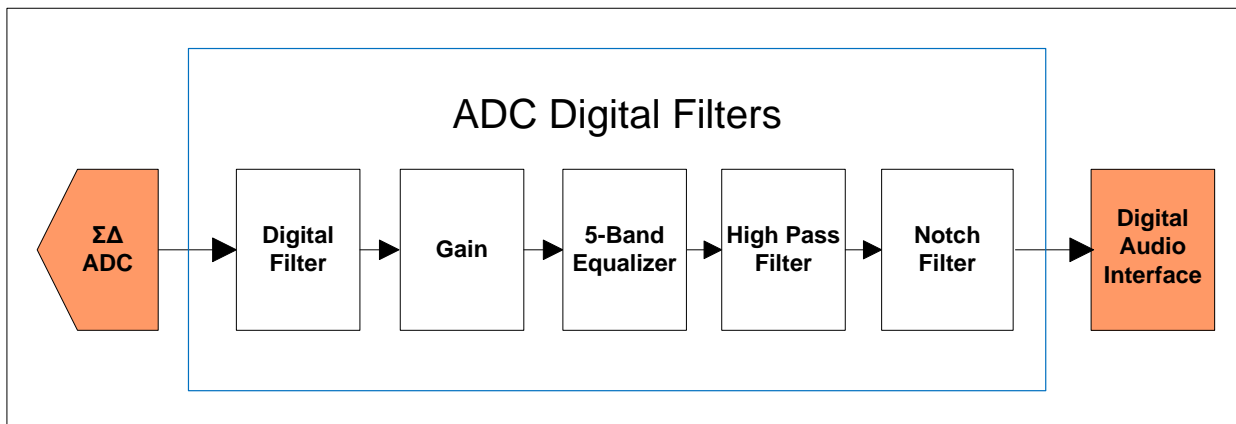 ADC Digital Filters
ΣΔ
ADC
Digital
Filter
Gain
5-Band
Equalizer
High Pass
Filter
Notch
Filter
Digital
Audio
Interface